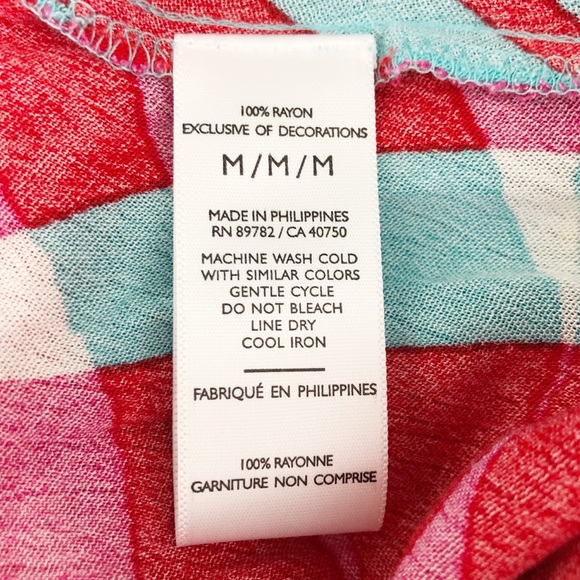 100% RAYON
EXCLUSIVE OF DECORATIONS
M/M/M
MADE IN PHILIPPINES
RN 89782 / CA 40750
MACHINE WASH COLD
WITH SIMILAR COLORS
GENTLE CYCLE
DO NOT BLEACH
LINE DRY
COOL IRON
FABRIQUÉ EN PHILIPPINES
100% RAYONNE
GARNITURE NON COMPRISE